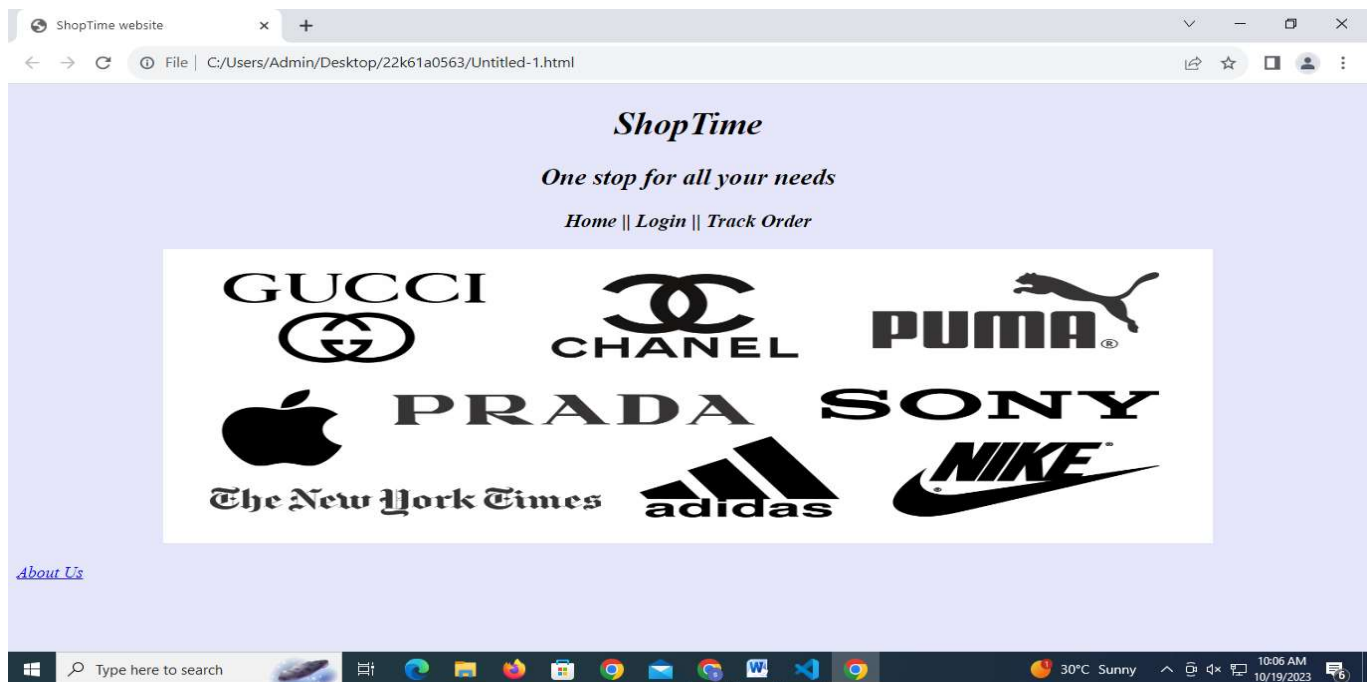 ShopTime website
File | C:/Users/Admin/Desktop/22k61a0563/Untitled-1.html
ShopTime
One stop for all your needs
Home || Login || Track Order
GUCCI
CHANEL
PUMA®
PRADA
SONY
The New York Times
adidas
NIKE
About Us
Type here to search
30°C Sunny
10:06 AM
10/19/2023
6